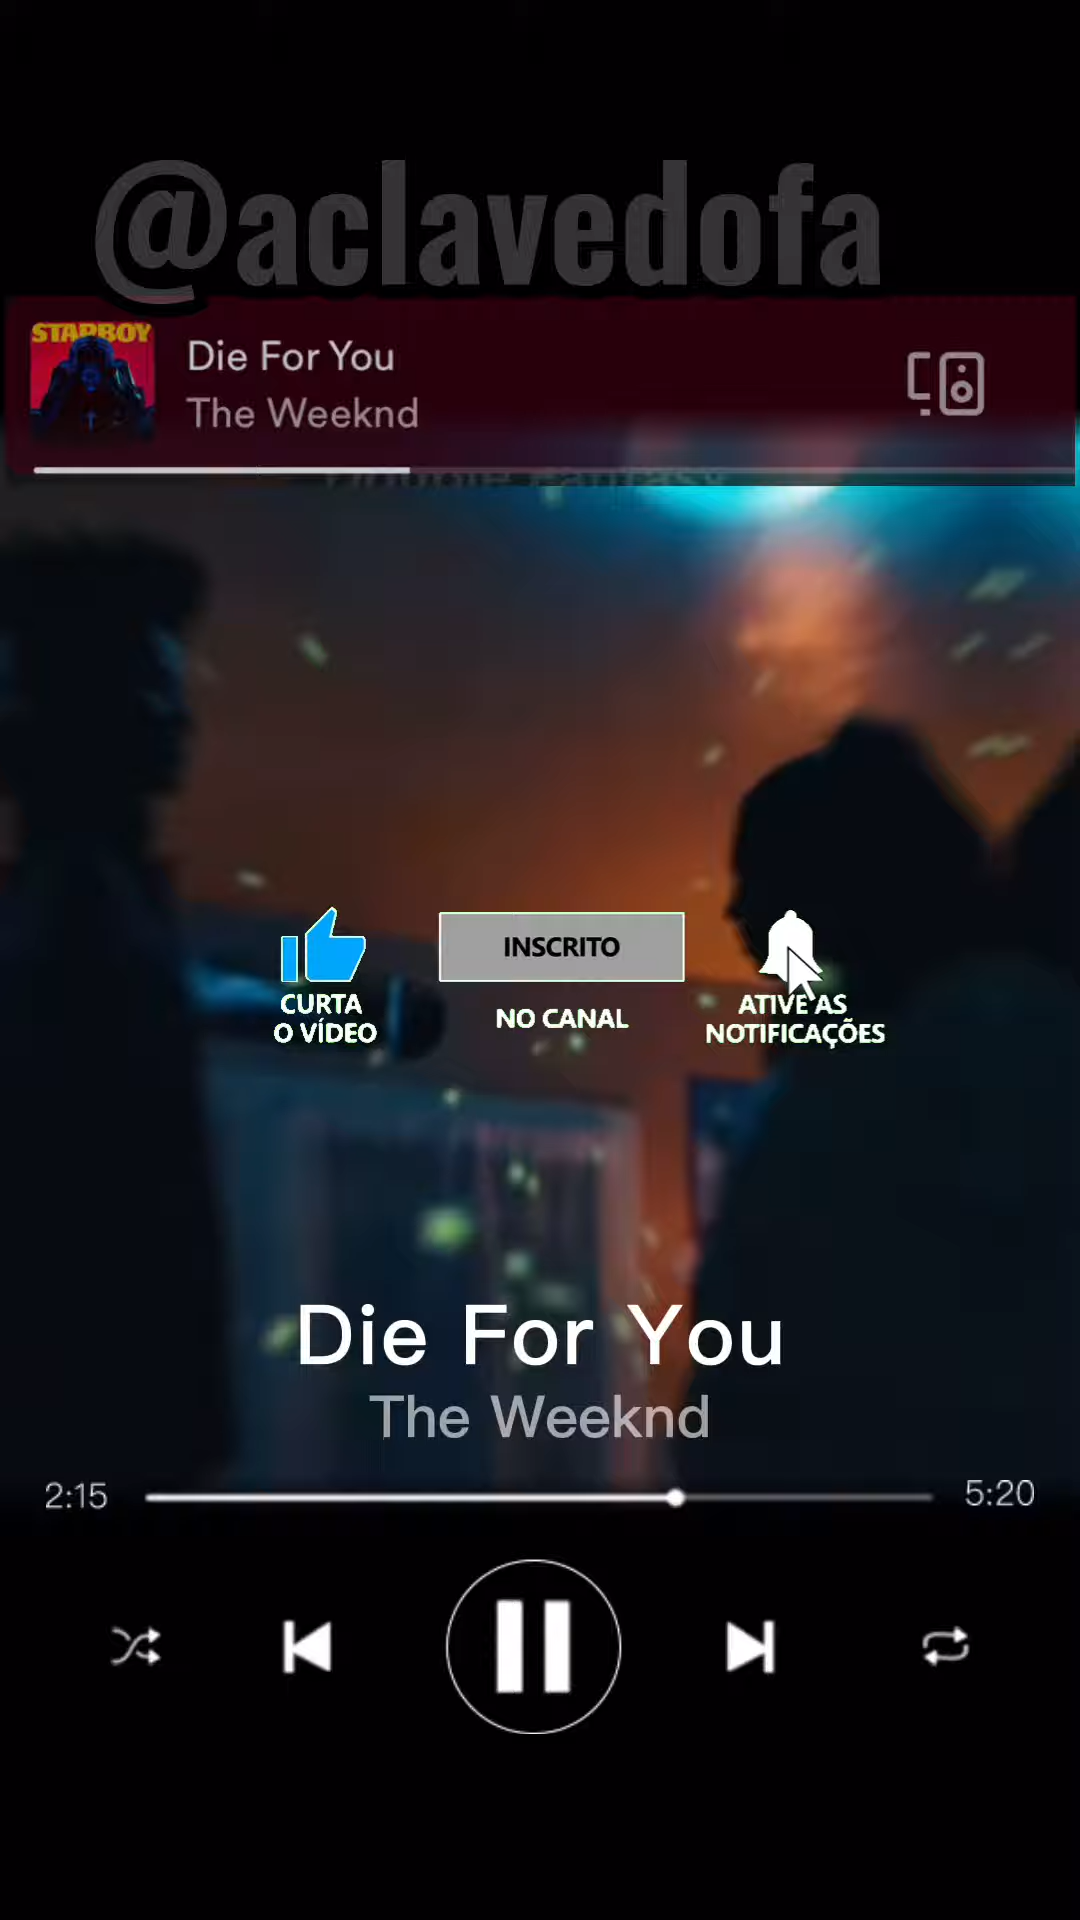 @aclavedofa
STARBOY
Die For You
The Weeknd
CURTA
O VÍDEO
INSCRITO
NO CANAL
ATIVE AS
NOTIFICAÇÕES
Die For You
The Weeknd
2:15
5:20